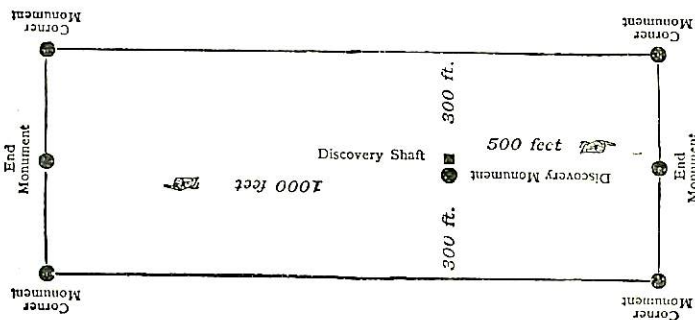 Corner
Monument
Corner
Monument
300 ft.
End
Monument
Discovery Shaft
500 feet
Discovery Monument
End
Monument
1000 feet
300 ft.
Corner
Monument
Corner
Monument